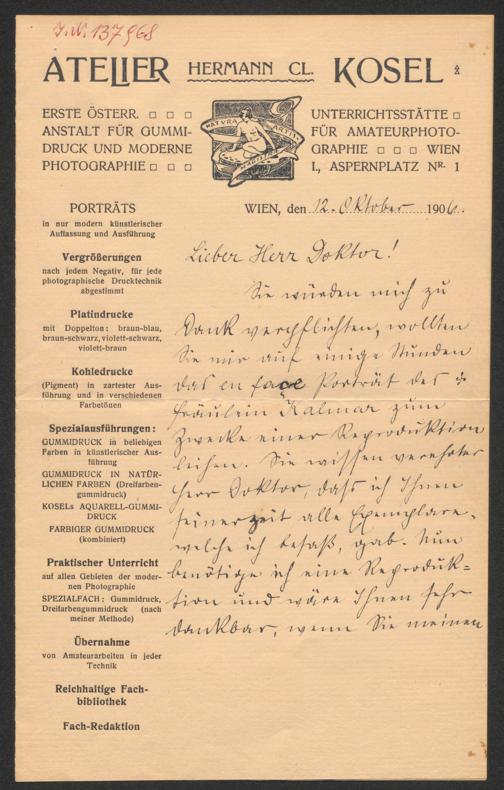 J.N. 137968
ATELIER HERMANN CL. KOSEL
ERSTE ÖSTERR.
ANSTALT FÜR GUMMI-
DRUCK UND MODERNE
PHOTOGRAPHIE
NATURA ARTIS
UNTERRICHTSSTÄTTE
FÜR AMATEURPHOTO-
GRAPHIE WIEN
I., ASPERNPLATZ NR. 1
WIEN, den 12. Oktober 1906.
PORTRÄTS
in nur modern künstlerischer
Auffassung und Ausführung
Vergrößerungen
nach jedem Negativ, für jede
photographische Drucktechnik
abgestimmt
Platindrucke
mit Doppelton: braun-blau,
braun-schwarz, violett-schwarz,
violett-braun
Kohledrucke
(Pigment) in zartester Aus-
führung und in verschiedenen
Farbetönen
Spezialausführungen:
GUMMIDRUCK in beliebigen
Farben in künstlerischer Aus-
führung
GUMMIDRUCK IN NATÜR-
LICHEN FARBEN (Dreifarben-
gummidruck)
KOSELs AQUARELL-GUMMI-
DRUCK
FARBIGER GUMMIDRUCK
(kombiniert)
Praktischer Unterricht
auf allen Gebieten der moder-
nen Photographie
SPEZIALFACH: Gummidruck,
Dreifarbengummidruck (nach
meiner Methode)
Übernahme
von Amateurarbeiten in jeder
Technik
Reichhaltige Fach-
bibliothek
Fach-Redaktion
Lieber Herr Doktor!
Sie würden mich zu
Dank verpflichten, wollten
Sie mir auf einige Stunden
das en face Porträt des
Fräulein Kalmar zum
Zwecke einer Reproduktion
leihen. Sie wissen verehrter
Herr Doktor, dass ich Ihnen
seinerzeit alle Exemplare,
welche ich besaß, gab. Nun
benötige ich eine Reproduk-
tion und wäre Ihnen sehr
dankbar, wenn Sie meinen